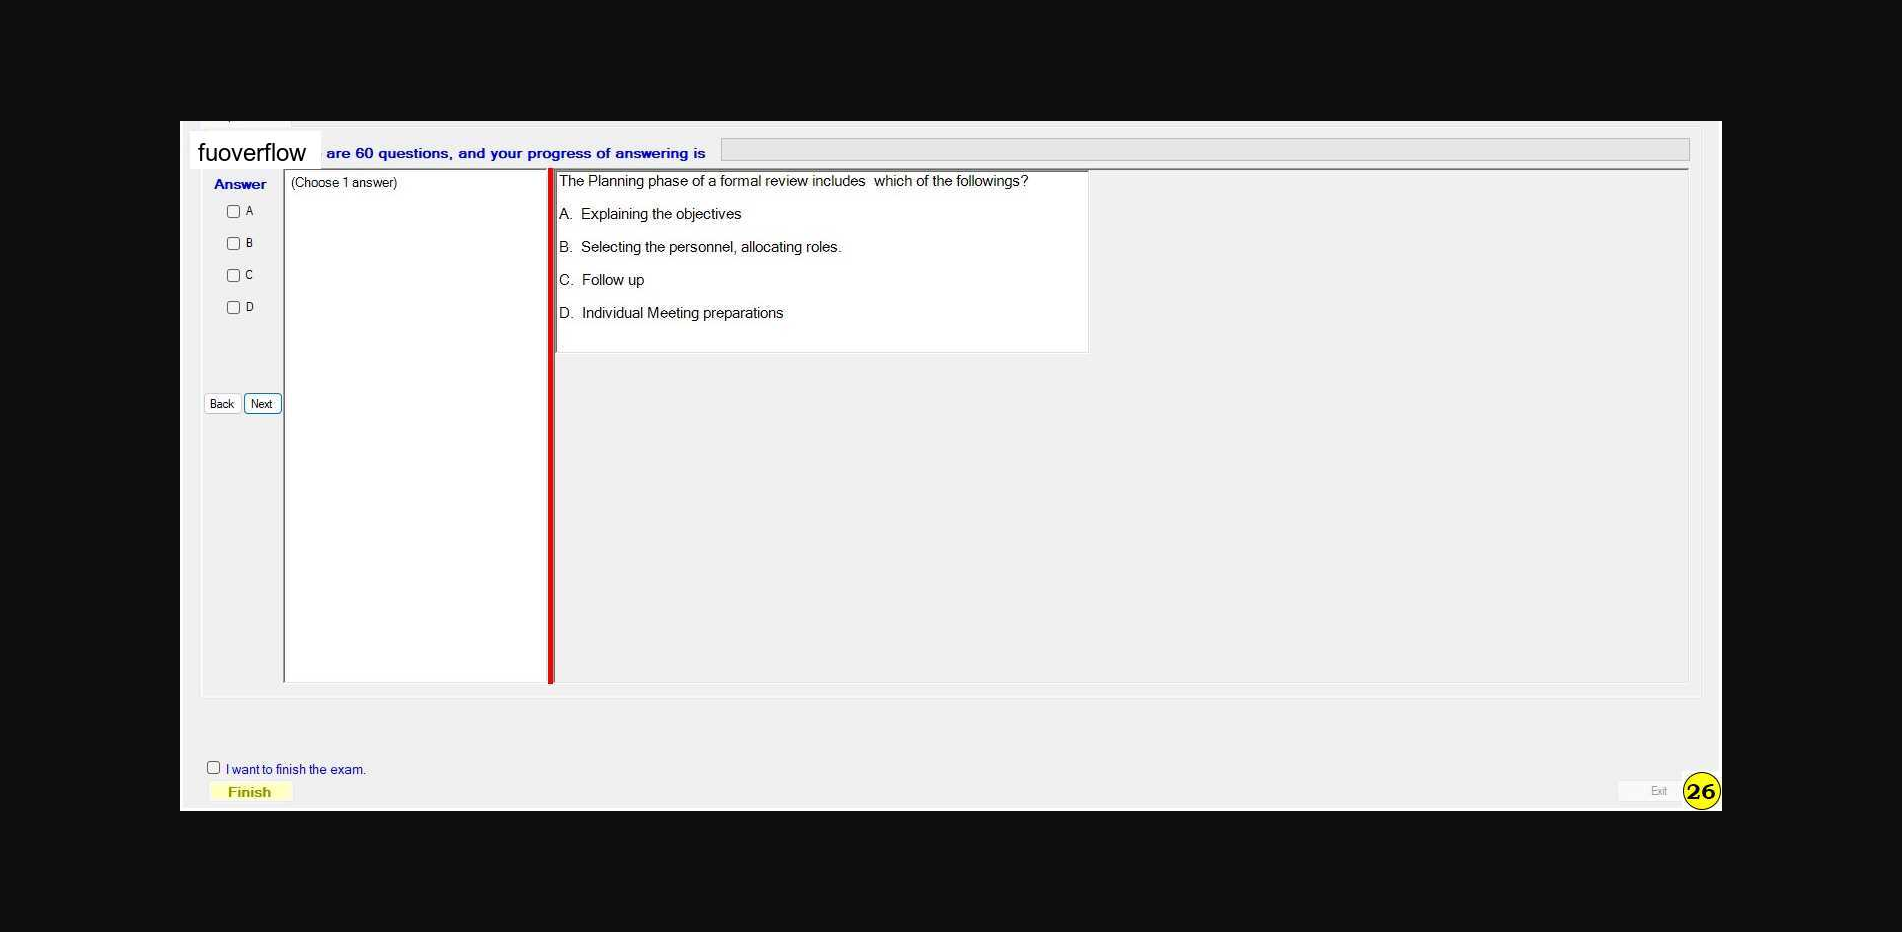 fuoverflow are 60 questions, and your progress of answering is
Answer
(Choose 1 answer)
A
B
C
D
Back Next
The Planning phase of a formal review includes which of the followings?
A. Explaining the objectives
B. Selecting the personnel, allocating roles.
C. Follow up
D. Individual Meeting preparations
I want to finish the exam.
Finish
Exit
26